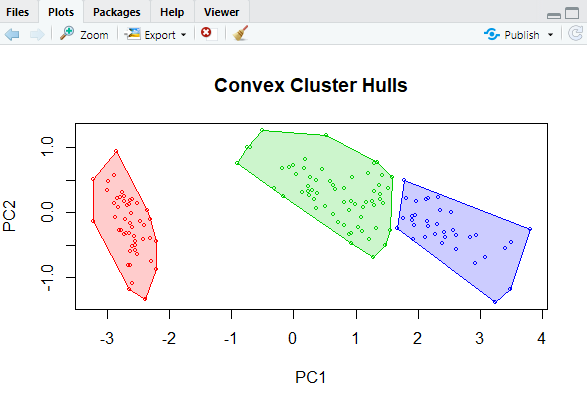 Files Plots Packages Help Viewer
Zoom Export Publish
Convex Cluster Hulls
PC2
1.0
0.0
-1.0
-3 -2 -1 0 1 2 3 4
PC1